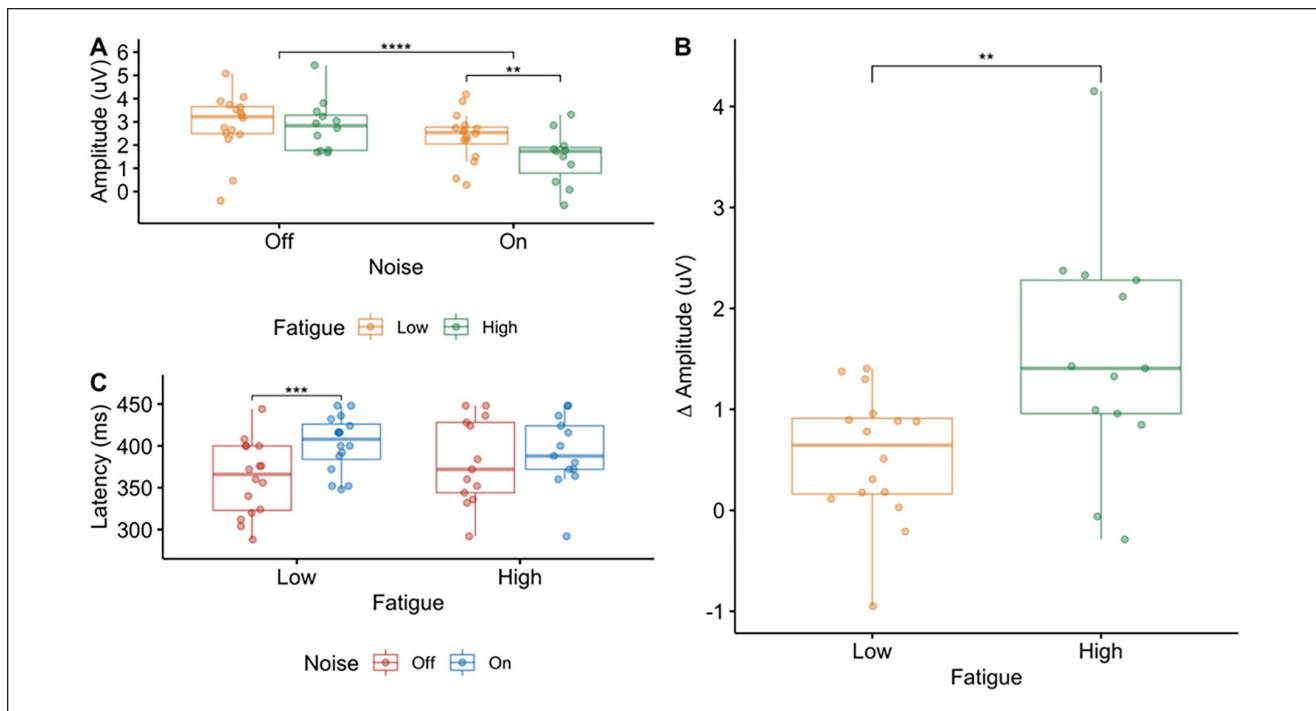 A
Amplitude (uV)
6
5
4
3
2
1
0
****
**
Off
On
Noise
Fatigue Low High
B
Δ Amplitude (uV)
4
3
2
1
0
-1
**
Low
High
Fatigue
C
Latency (ms)
450
400
350
300
***
Low
High
Fatigue
Noise Off On